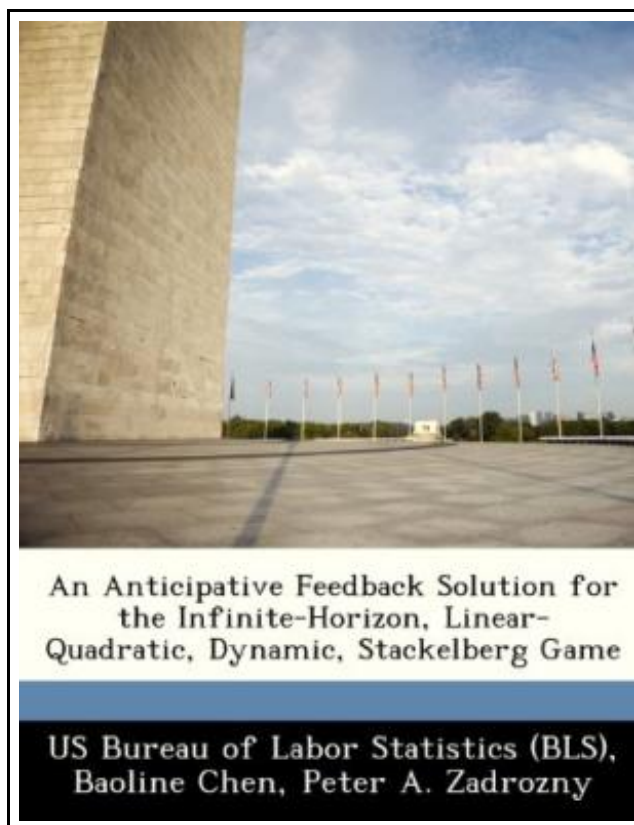 An Anticipative Feedback Solution for
the Infinite-Horizon, Linear-
Quadratic, Dynamic, Stackelberg Game
US Bureau of Labor Statistics (BLS),
Baoline Chen, Peter A. Zadrozny